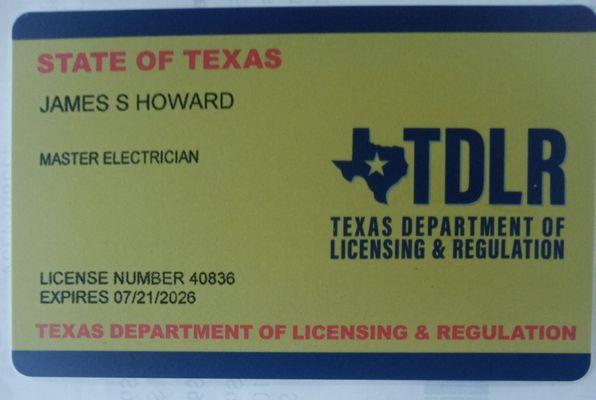 STATE OF TEXAS
JAMES S HOWARD
MASTER ELECTRICIAN
TDLR
TEXAS DEPARTMENT OF
LICENSING & REGULATION
LICENSE NUMBER 40836
EXPIRES 07/21/2026
TEXAS DEPARTMENT OF LICENSING & REGULATION